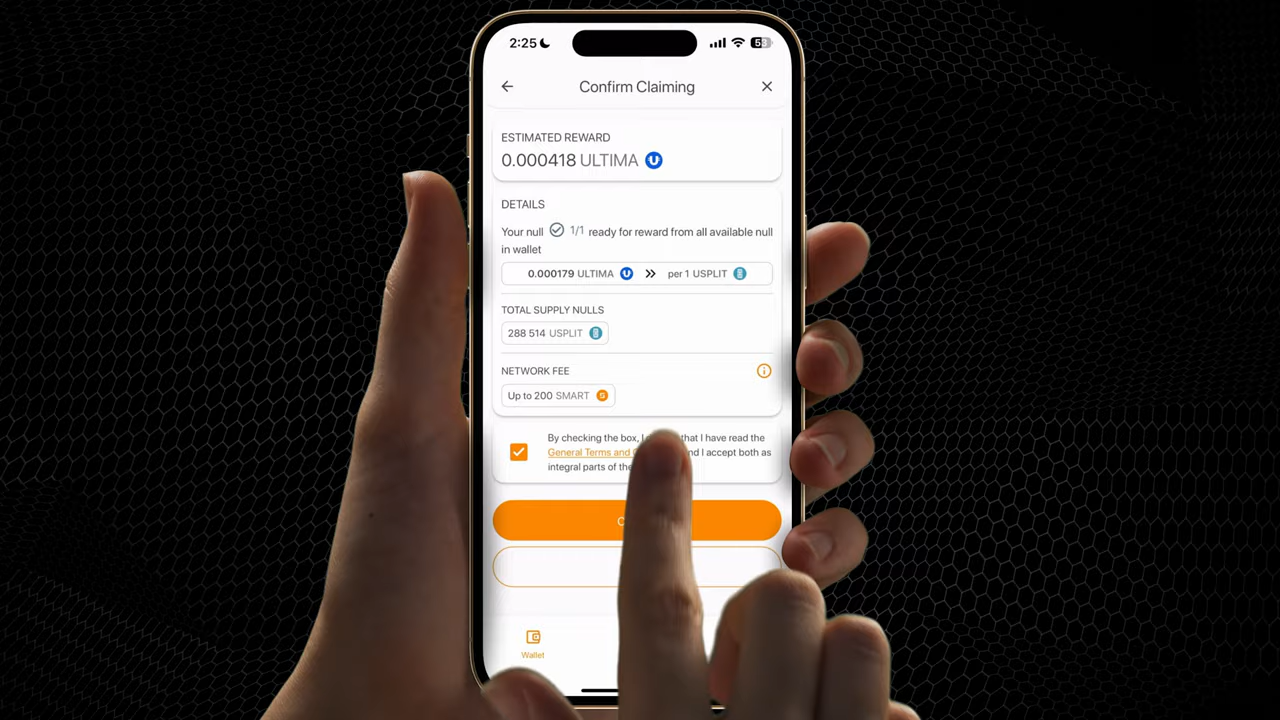 2:25
58
Confirm Claiming
ESTIMATED REWARD
0.000418 ULTIMA
DETAILS
Your null 1/1 ready for reward from all available null
in wallet
0.000179 ULTIMA >> per 1 USPLIT
TOTAL SUPPLY NULLS
288 514 USPLIT
NETWORK FEE
Up to 200 SMART
By checking the box, I that I have read the
General Terms and I accept both as
integral parts of the
Wallet